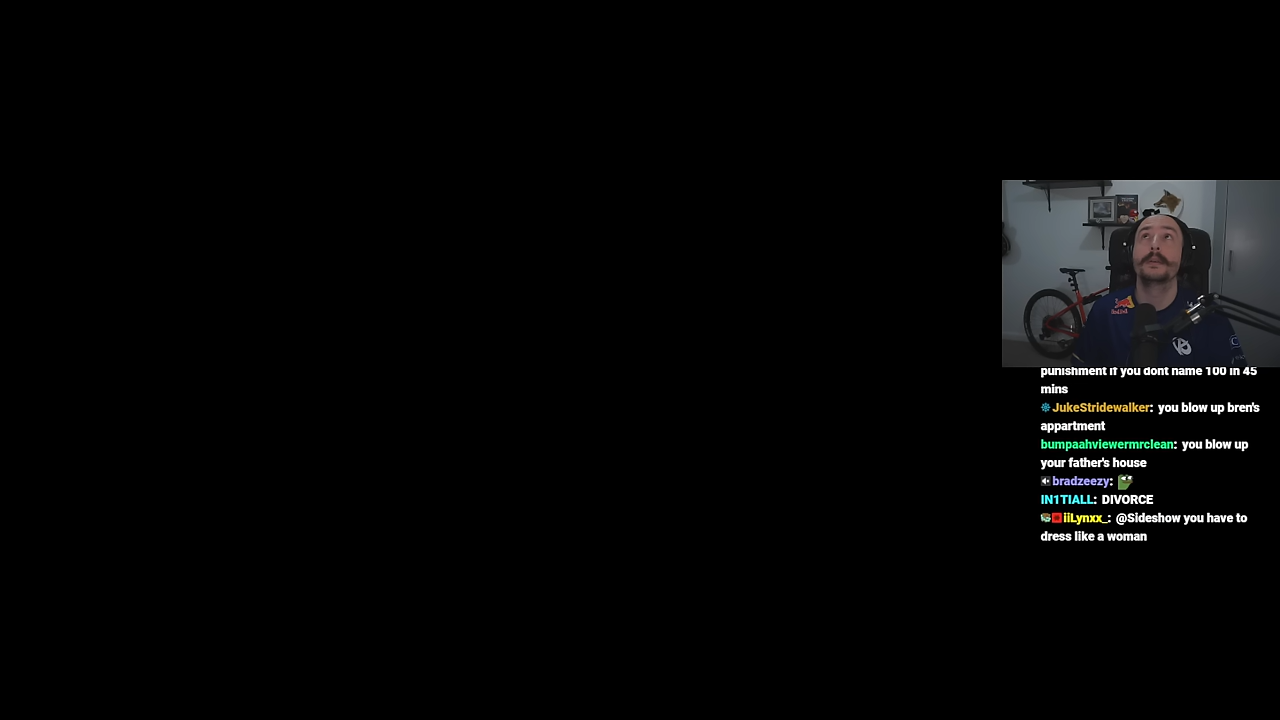 punishment if you dont name 100 in 45
mins
JukeStridewalker: you blow up bren's
appartment
bumpaahviewermrclean: you blow up
your father's house
bradzeezy:
IN1TIALL: DIVORCE
iiLynxx_: @Sideshow you have to
dress like a woman